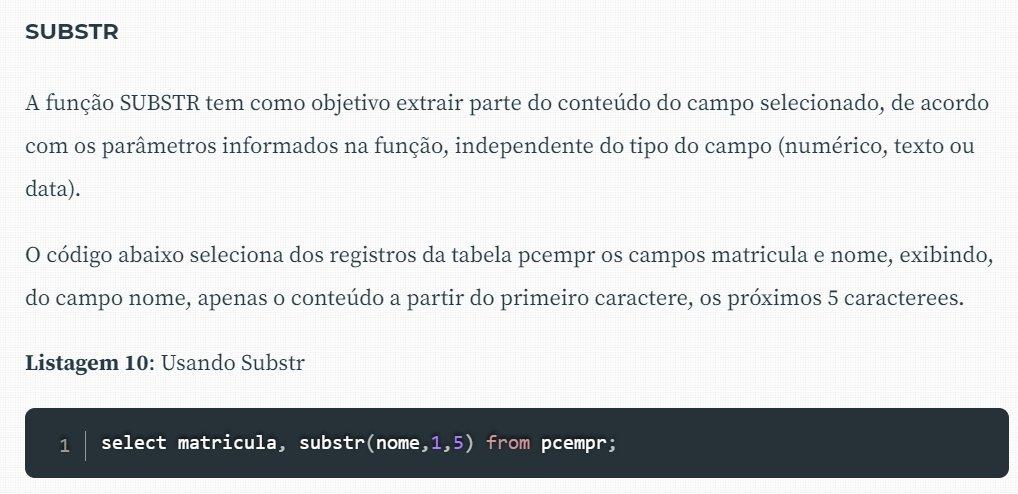 SUBSTR
A função SUBSTR tem como objetivo extrair parte do conteúdo do campo selecionado, de acordo
com os parâmetros informados na função, independente do tipo do campo (numérico, texto ou
data).
O código abaixo seleciona dos registros da tabela pcempr os campos matricula e nome, exibindo,
do campo nome, apenas o conteúdo a partir do primeiro caractere, os próximos 5 caracterees.
Listagem 10: Usando Substr
1 select matricula, substr(nome,1,5) from pcempr;